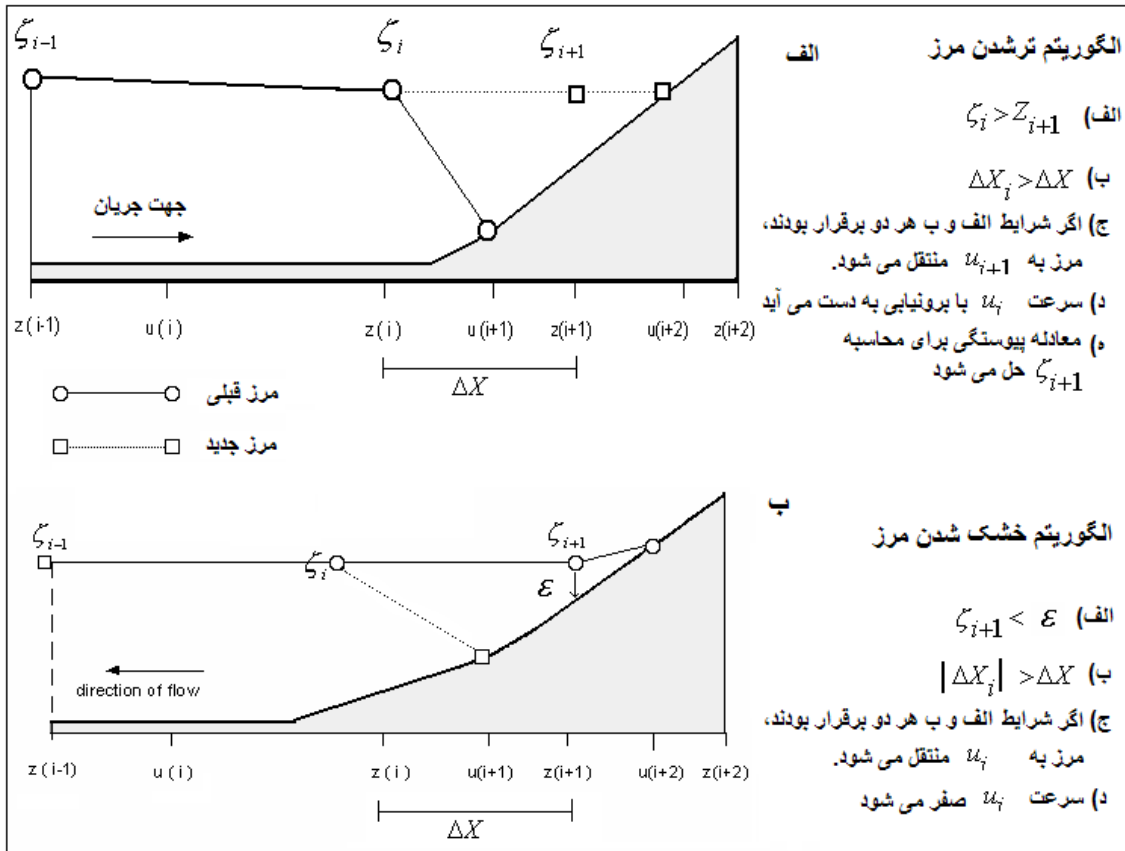 ζᵢ₋₁ ζᵢ ζᵢ₊₁
الف
الگوریتم ترشدن مرز
الف) ζᵢ > Zᵢ₊₁
ب) ΔXᵢ > ΔX
ج) اگر شرایط الف و ب هر دو برقرار بودند،
مرز به uᵢ₊₁ منتقل می شود.
د) سرعت uᵢ با برونیابی به دست می آید
ه) معادله پیوستگی برای محاسبه
ζᵢ₊₁ حل می شود
جهت جریان
z(i-1) u(i) z(i) u(i+1) z(i+1) u(i+2) z(i+2)
ΔX
مرز قبلی
مرز جدید
ب
الگوریتم خشک شدن مرز
ζᵢ₋₁ ζᵢ ζᵢ₊₁
ε
الف) ζᵢ₊₁ < ε
ب) |ΔXᵢ| > ΔX
ج) اگر شرایط الف و ب هر دو برقرار بودند،
مرز به uᵢ منتقل می شود.
د) سرعت uᵢ صفر می شود
direction of flow
z(i-1) u(i) z(i) u(i+1) z(i+1) u(i+2) z(i+2)
ΔX